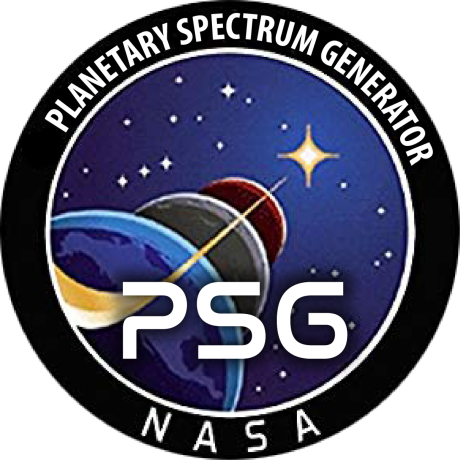 PLANETARY SPECTRUM GENERATOR
PSG
NASA